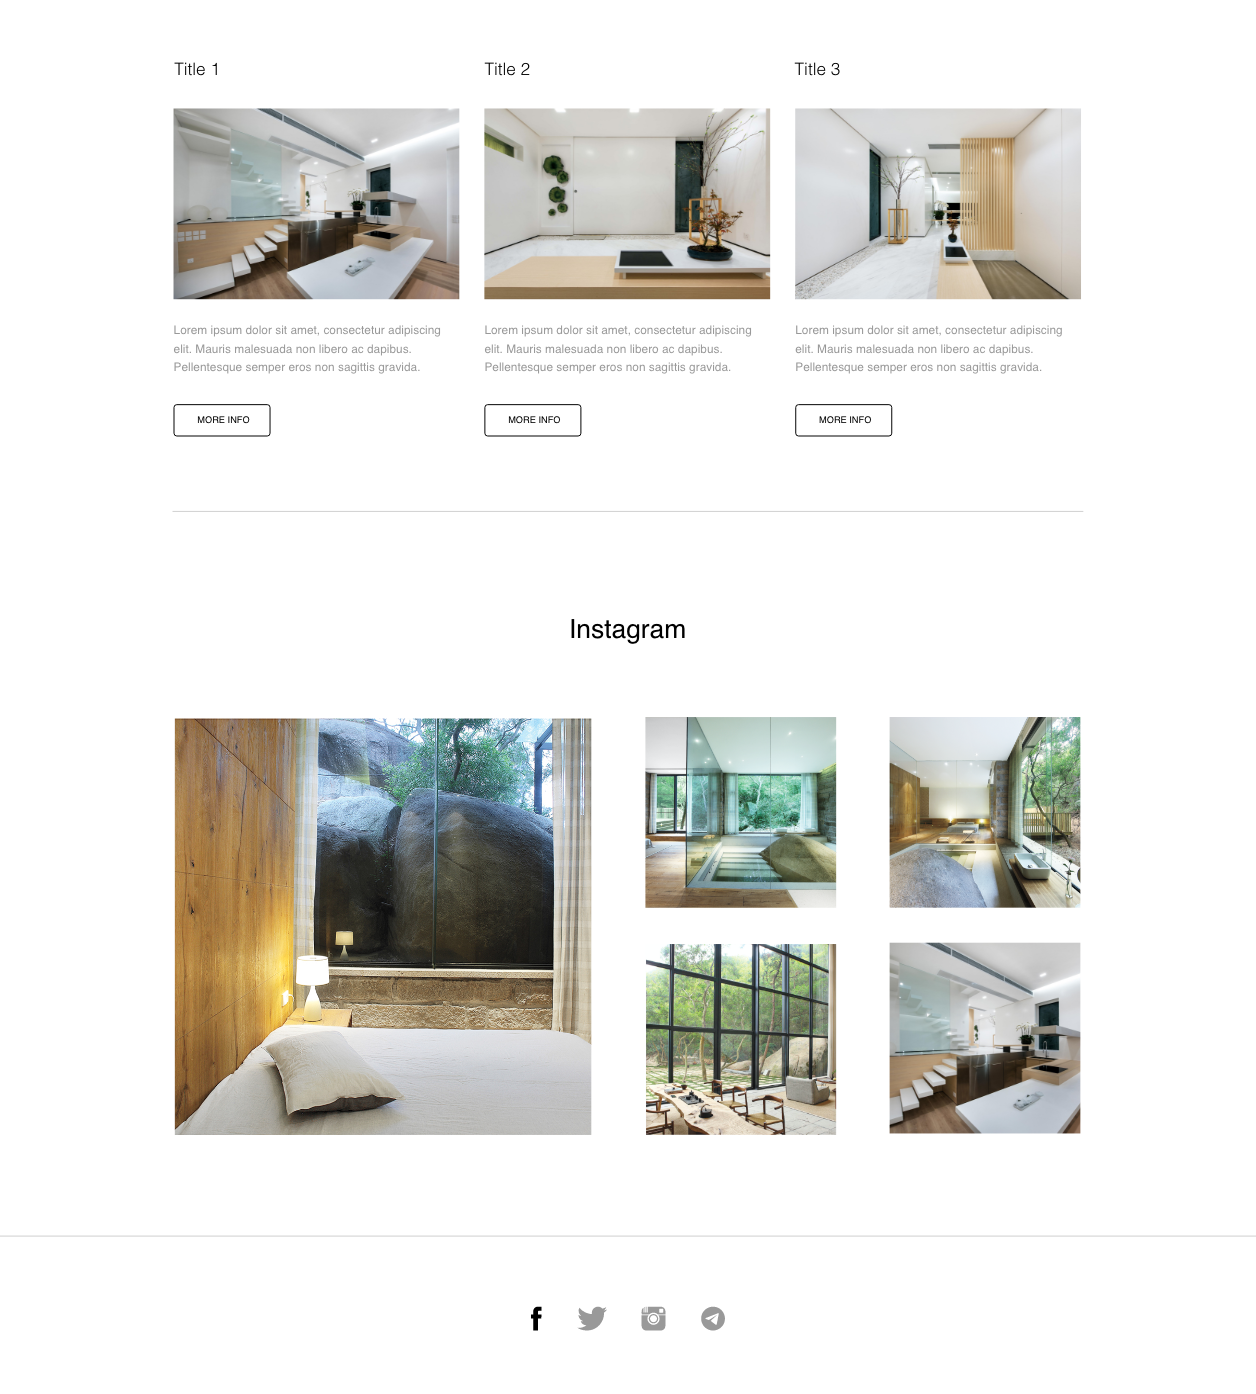 Title 1
Title 2
Title 3
Lorem ipsum dolor sit amet, consectetur adipiscing
elit. Mauris malesuada non libero ac dapibus.
Pellentesque semper eros non sagittis gravida.
Lorem ipsum dolor sit amet, consectetur adipiscing
elit. Mauris malesuada non libero ac dapibus.
Pellentesque semper eros non sagittis gravida.
Lorem ipsum dolor sit amet, consectetur adipiscing
elit. Mauris malesuada non libero ac dapibus.
Pellentesque semper eros non sagittis gravida.
MORE INFO
MORE INFO
MORE INFO
Instagram